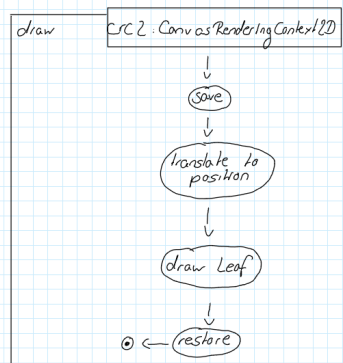 draw
crc2: CanvasRenderingContext2D
save
translate to
position
draw Leaf
restore